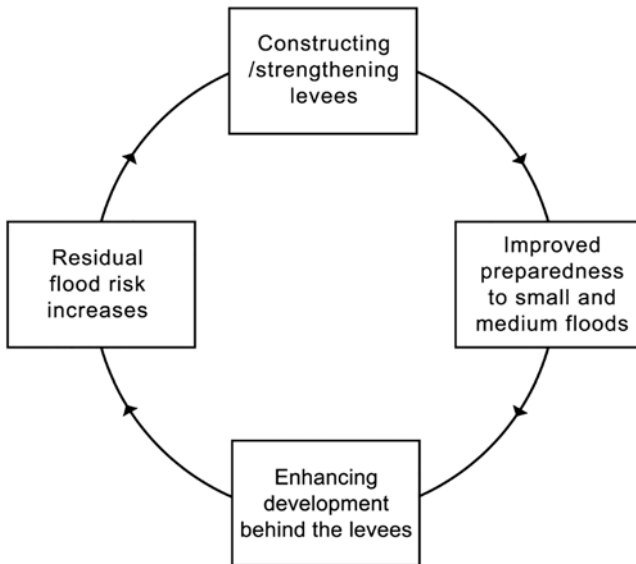 Constructing
/strengthening
levees
Improved
preparedness
to small and
medium floods
Enhancing
development
behind the levees
Residual
flood risk
increases